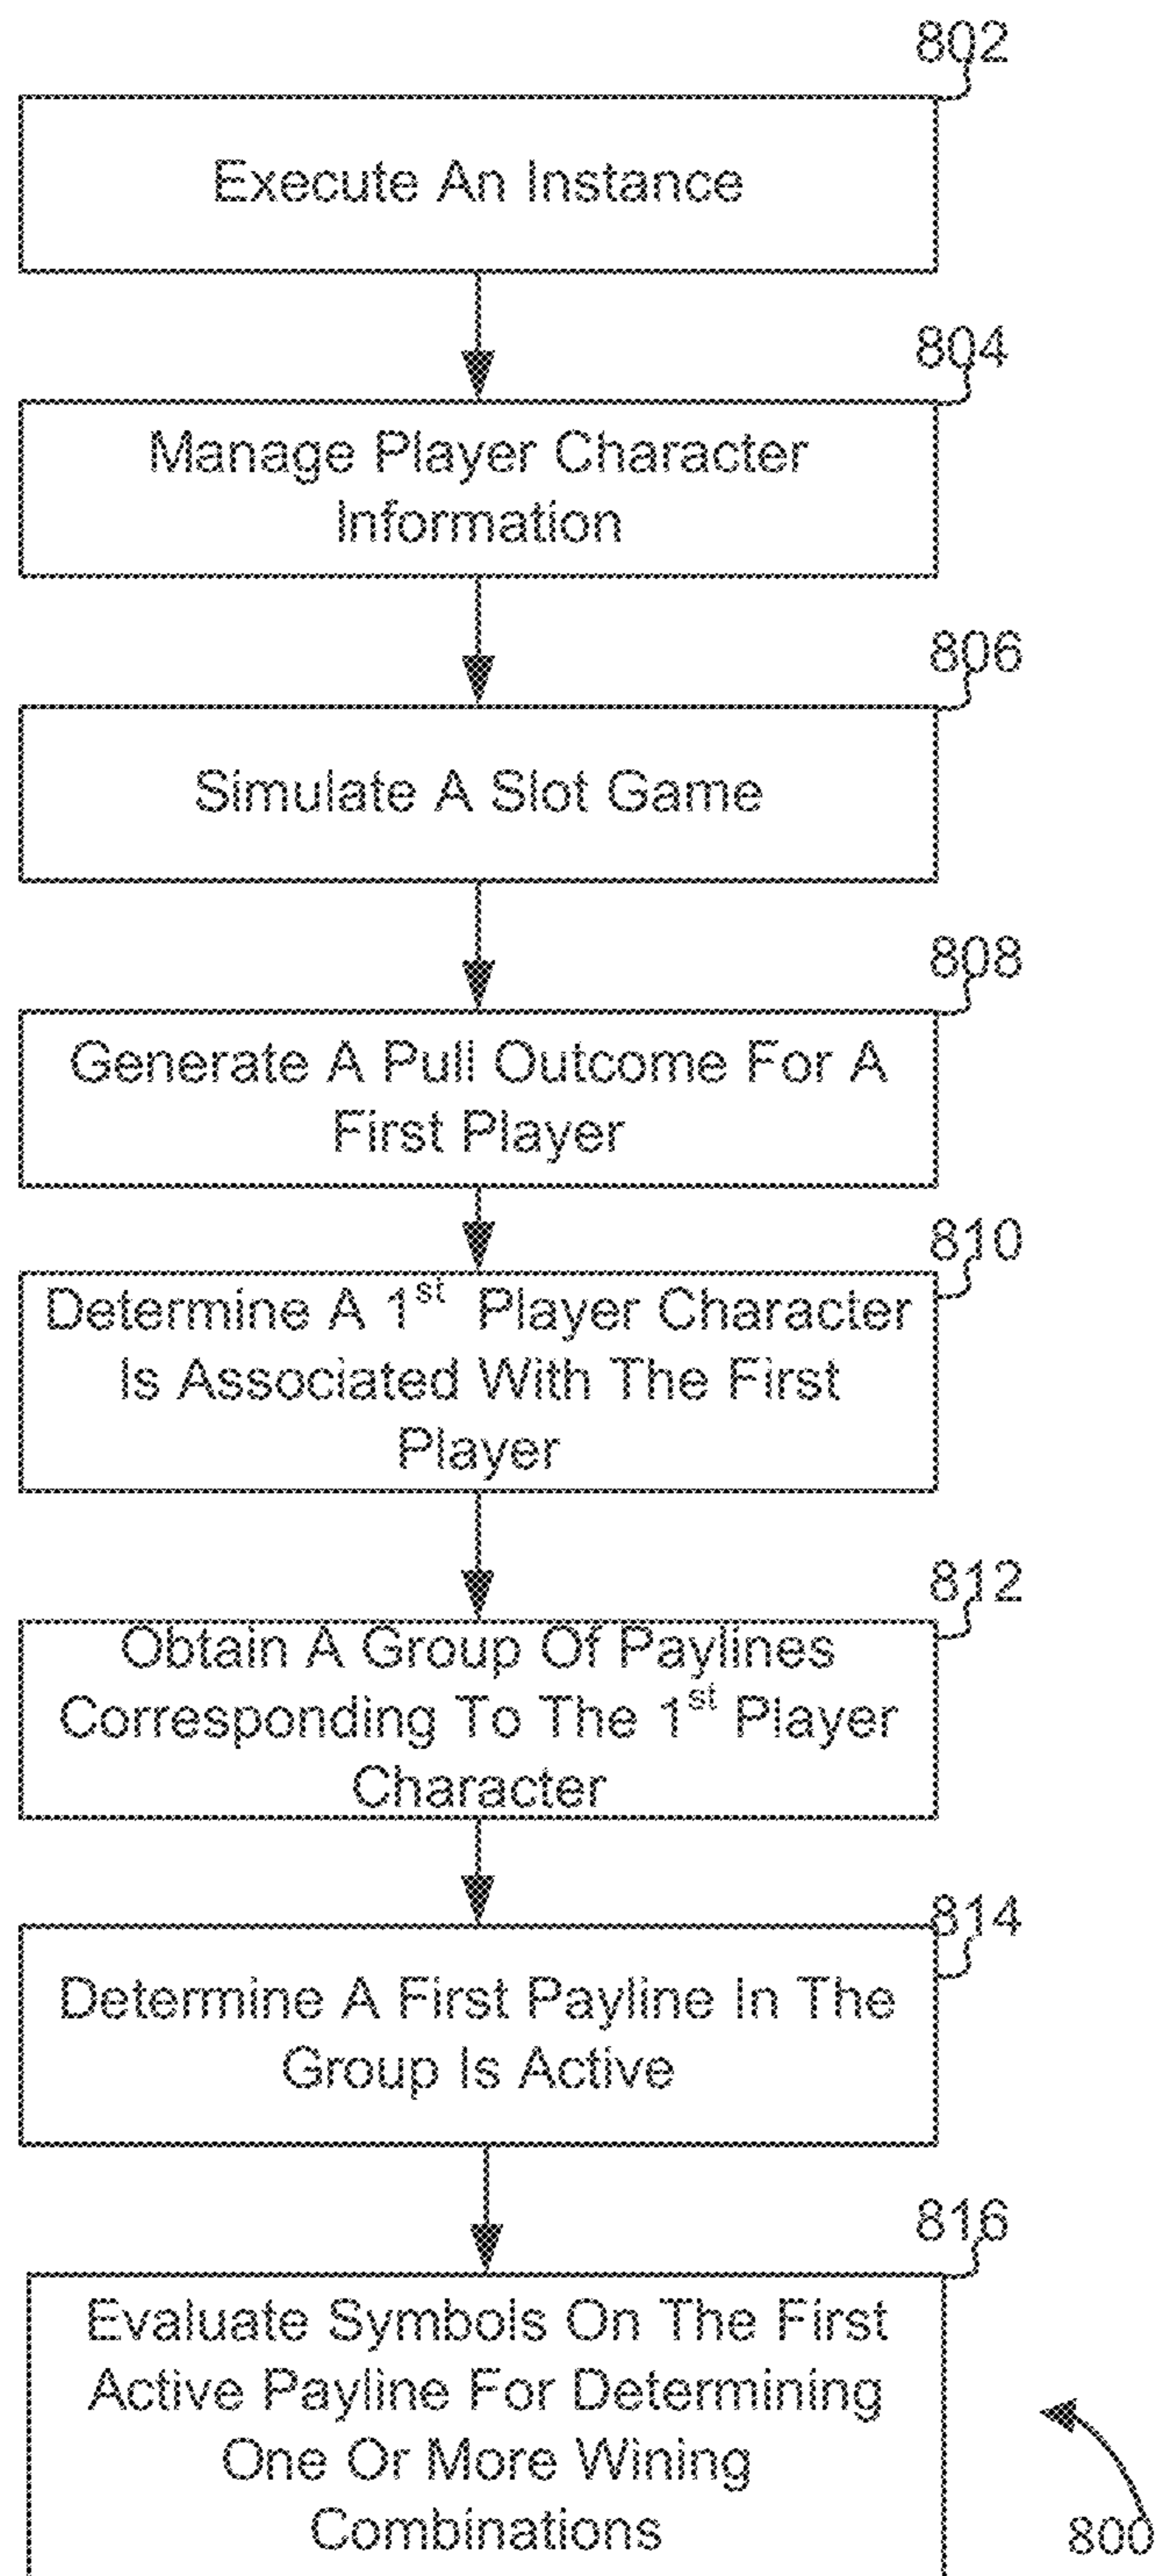 802
Execute An Instance
804
Manage Player Character
Information
806
Simulate A Slot Game
808
Generate A Pull Outcome For A
First Player
810
Determine A 1st Player Character
Is Associated With The First
Player
812
Obtain A Group Of Paylines
Corresponding To The 1st Player
Character
814
Determine A First Payline In The
Group Is Active
816
Evaluate Symbols On The First
Active Payline For Determining
One Or More Wining
Combinations
800